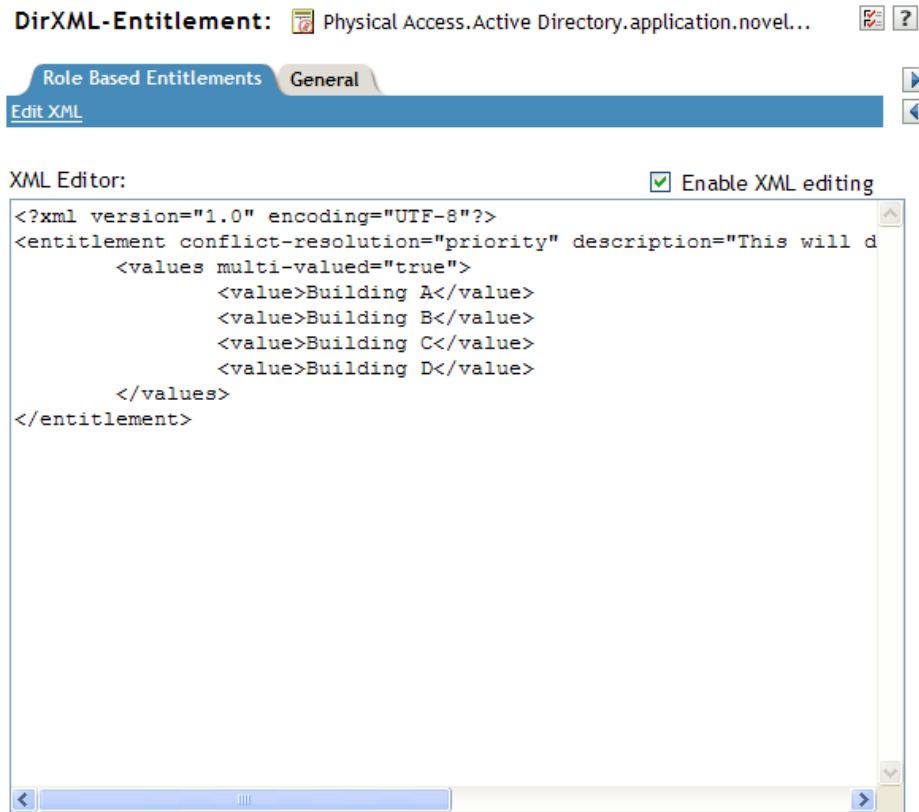 DirXML-Entitlement: Physical Access.Active Directory.application.novel... ?
Role Based Entitlements General
Edit XML
XML Editor: Enable XML editing
<?xml version="1.0" encoding="UTF-8"?>
<entitlement conflict-resolution="priority" description="This will d
        <values multi-valued="true">
                <value>Building A</value>
                <value>Building B</value>
                <value>Building C</value>
                <value>Building D</value>
        </values>
</entitlement>